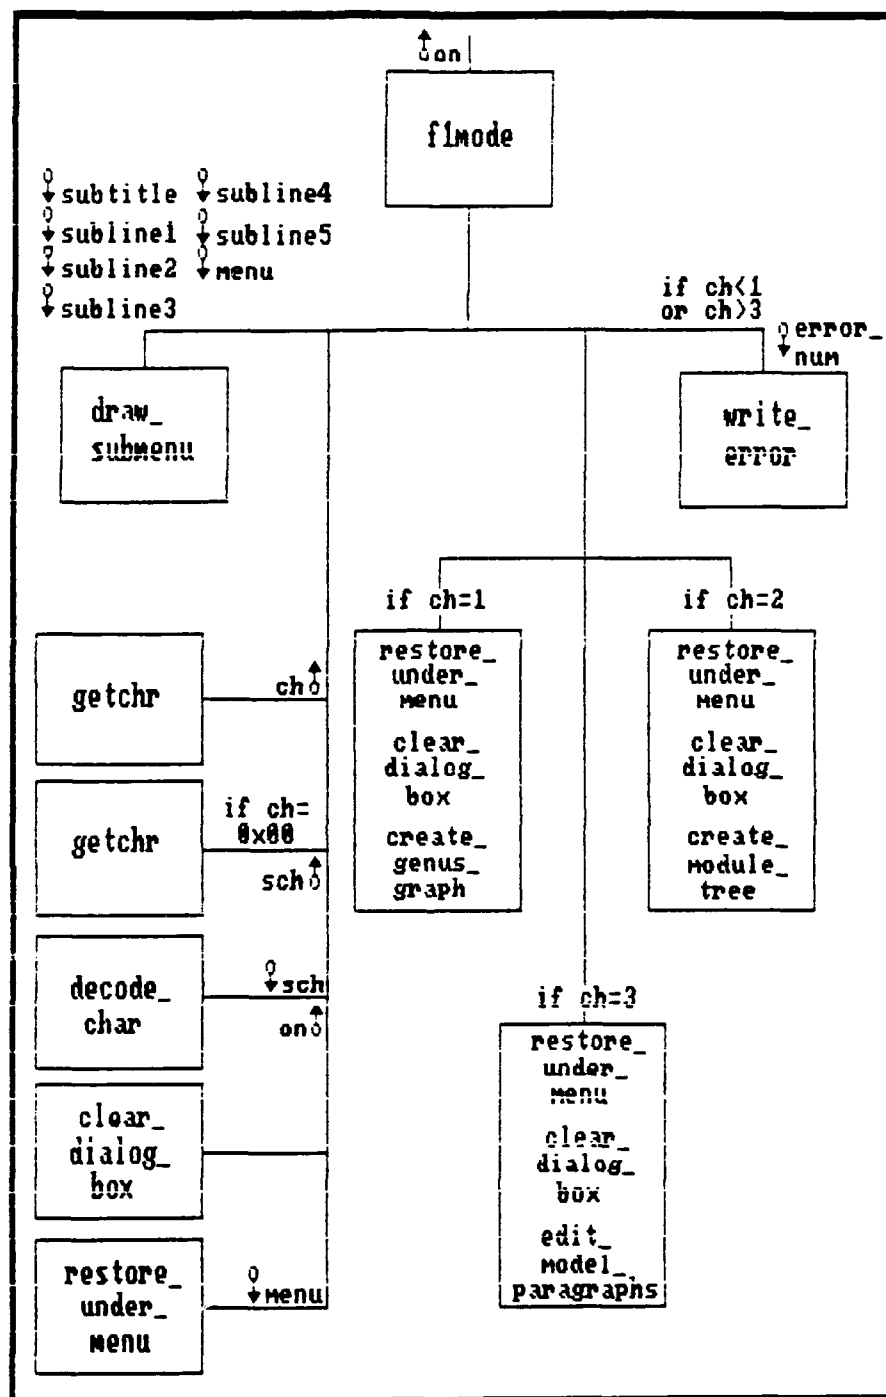 on
f1mode
subtitle subline4
subline1 subline5
subline2 menu
subline3
if ch<1
or ch>3
error_
num
draw_
submenu
write_
error
if ch=1
if ch=2
getchr
ch
restore_
under_
menu
clear_
dialog_
box
create_
genus_
graph
restore_
under_
menu
clear_
dialog_
box
create_
module_
tree
getchr
if ch=
0x00
sch
decode_
char
sch
on
if ch=3
restore_
under_
menu
clear_
dialog_
box
edit_
model_
paragraphs
clear_
dialog_
box
restore_
under_
menu
menu